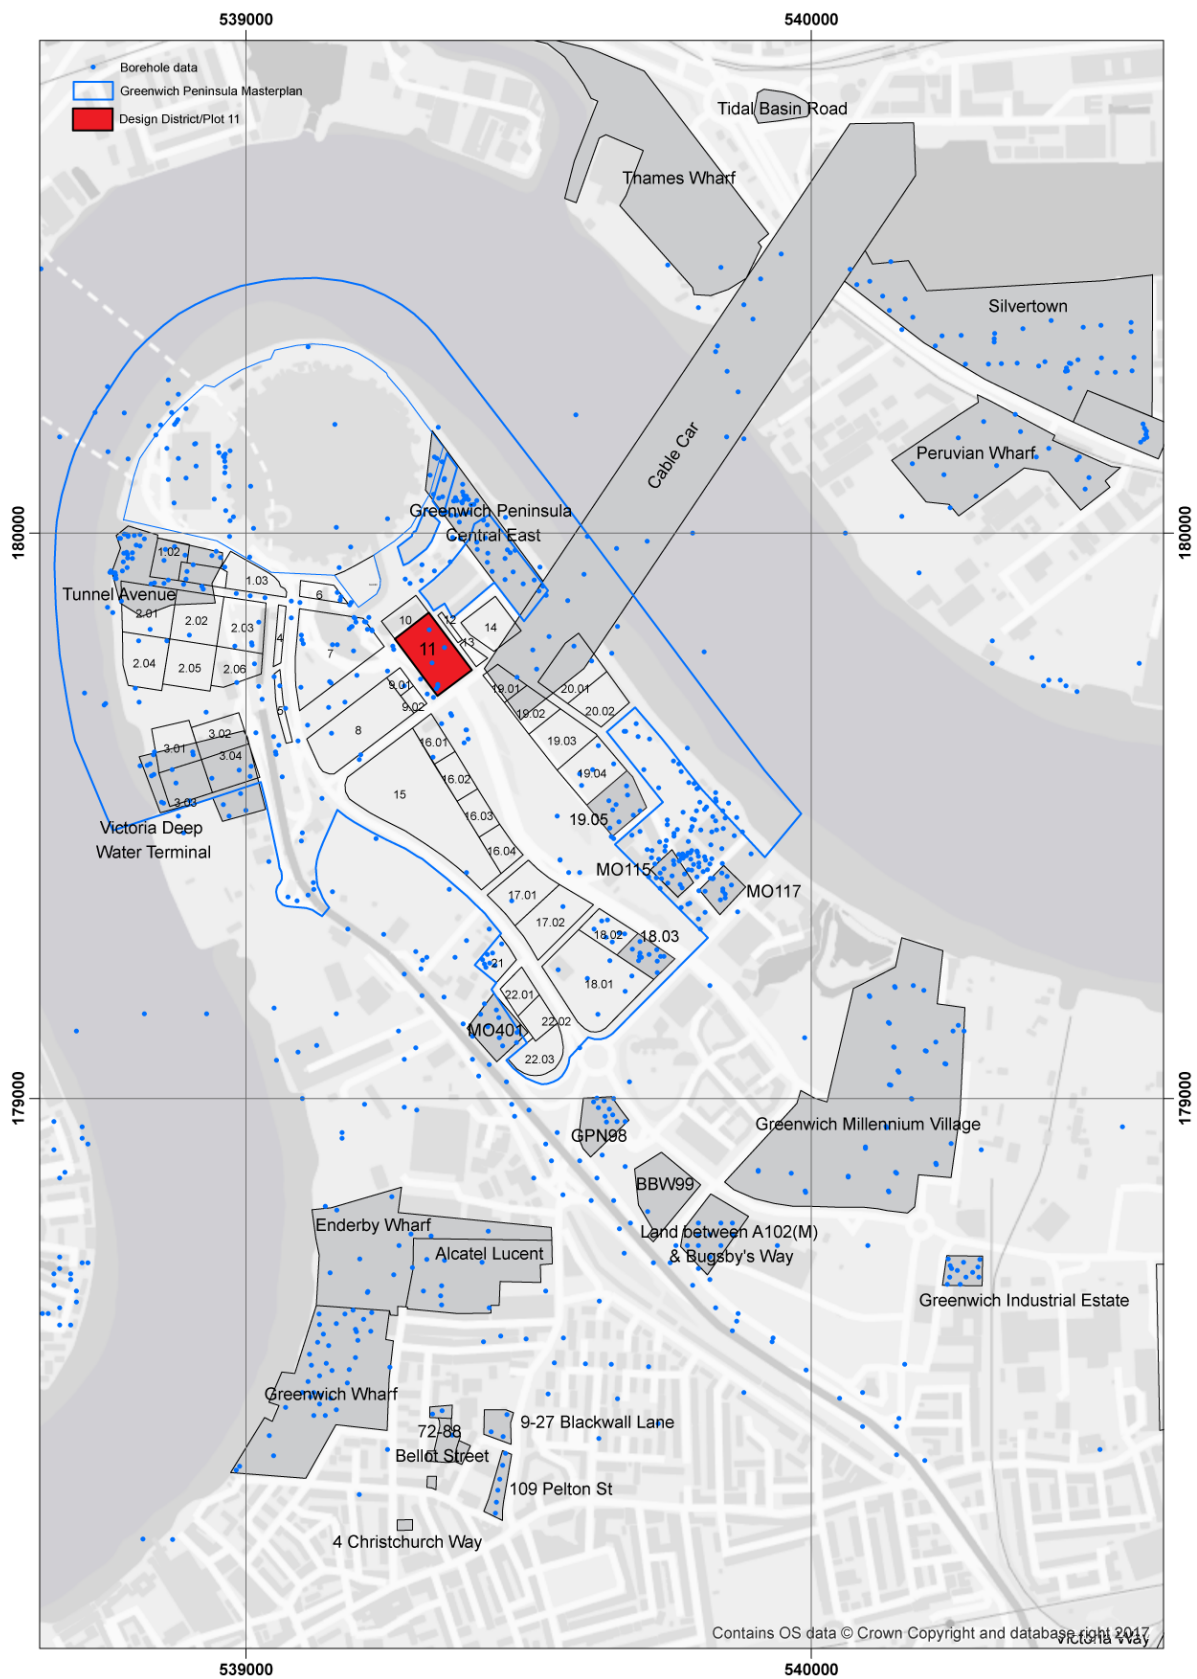 539000
540000
Borehole data
Greenwich Peninsula Masterplan
Design District/Plot 11
Tidal Basin Road
Thames Wharf
Silvertown
Cable Car
Peruvian Wharf
Greenwich Peninsula
Central East
180000
180000
1.02
1.03
Tunnel Avenue
6
2.01
2.02
2.03
4
7
10
11
12
13
14
2.04
2.05
2.06
5
9.01
9.02
8
19.01
19.02
20.01
20.02
3.01
3.02
3.04
3.03
16.01
19.03
16.02
19.04
15
16.03
19.05
Victoria Deep
Water Terminal
16.04
MO115
MO117
17.01
17.02
18.02
18.03
21
18.01
22.01
22.02
MO401
22.03
179000
179000
GPN98
Greenwich Millennium Village
BBW99
Enderby Wharf
Alcatel Lucent
Land between A102(M)
& Bugsby's Way
Greenwich Industrial Estate
Greenwich Wharf
72-88
Bellot Street
9-27 Blackwall Lane
109 Pelton St
4 Christchurch Way
Contains OS data © Crown Copyright and database right 2017
Victoria Way
539000
540000